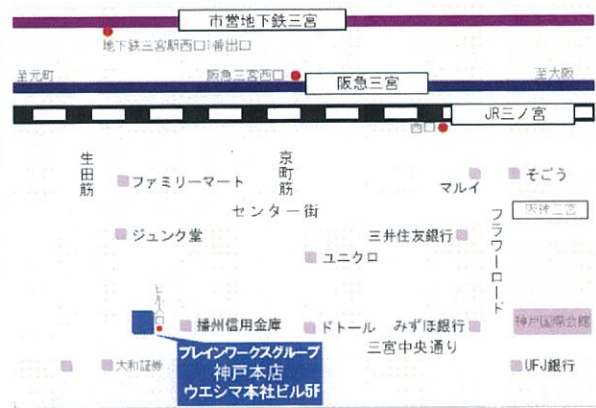 市営地下鉄三宮
地下鉄三宮駅西口1番出口
至元町
阪急三宮西口
阪急三宮
至大阪
JR三ノ宮
西口
生田筋
京町筋
ファミリーマート
マルイ
そごう
センター街
阪神三宮
フラワーロード
ジュンク堂
三井住友銀行
ユニクロ
ビル入口
播州信用金庫
ドトール
みずほ銀行
神戸国際会館
三宮中央通り
大和証券
ブレインワークスグループ
神戸本店
ウエシマ本社ビル5F
UFJ銀行